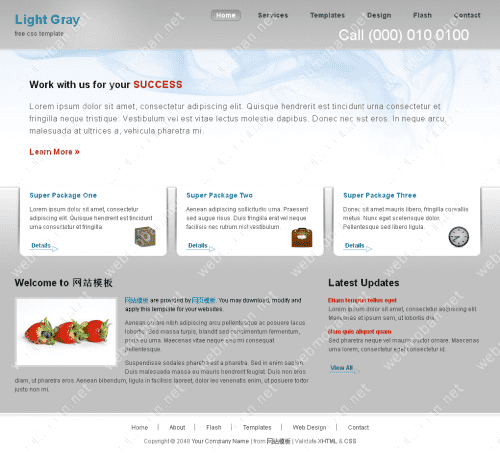 Light Gray
free css template
Home Services Templates Design Flash Contact
Call (000) 010 0100
Work with us for your SUCCESS
Lorem ipsum dolor sit amet, consectetur adipiscing elit. Quisque hendrerit est tincidunt urna consectetur et
fringilla neque tristique. Vestibulum vel est vitae lectus molestie dapibus. Donec nec est eros. In neque arcu,
malesuada at ultrices a, vehicula pharetra mi.
Learn More »
Super Package One
Lorem ipsum dolor sit amet, consectetur
adipiscing elit. Quisque hendrerit est tincidunt
urna consectetur et fringilla.
Details
Super Package Two
Aenean adipiscing sollicitudin urna. Praesent
sed augue risus. Duis fringilla erat vel neque
facilisis nec rutrum nisl vestibulum.
Details
Super Package Three
Donec sit amet mauris libero, fringilla convallis
metus. Nunc eget scelerisque dolor.
Pellentesque sed libero ligula.
Details
Welcome to 网站模板
网站模板 are provided by 网页模板. You may download, modify and
apply this template for your websites.
Aenean ornare nibh adipiscing arcu pellentesque ac posuere lacus
lobortis. Sed massa turpis, blandit sed condimentum fermentum,
porta eu urna. Maecenas vitae neque sed mi consequat
pellentesque.
Suspendisse sodales pharetra est a pharetra. Sed in enim sapien.
Duis malesuada massa eu mauris hendrerit feugiat. Duis non eros
diam, ut pharetra eros. Aenean bibendum, ligula in facilisis laoreet, dolor leo venenatis enim, ut posuere tortor
justo non mi.
Latest Updates
Etiam tempus tellus eget
Lorem ipsum dolor sit amet, consectetur adipiscing elit.
Maecenas et ipsum sem, ut lobortis dui.
Nam quis aliquet quam
Sed pharetra neque vel mauris auctor ornare. Maecenas
urna lorem, consectetur et at consectetur id.
View All
Home | About | Flash | Templates | Web Design | Contact
Copyright © 2048 Your Company Name | from 网站模板 | Validate XHTML & CSS